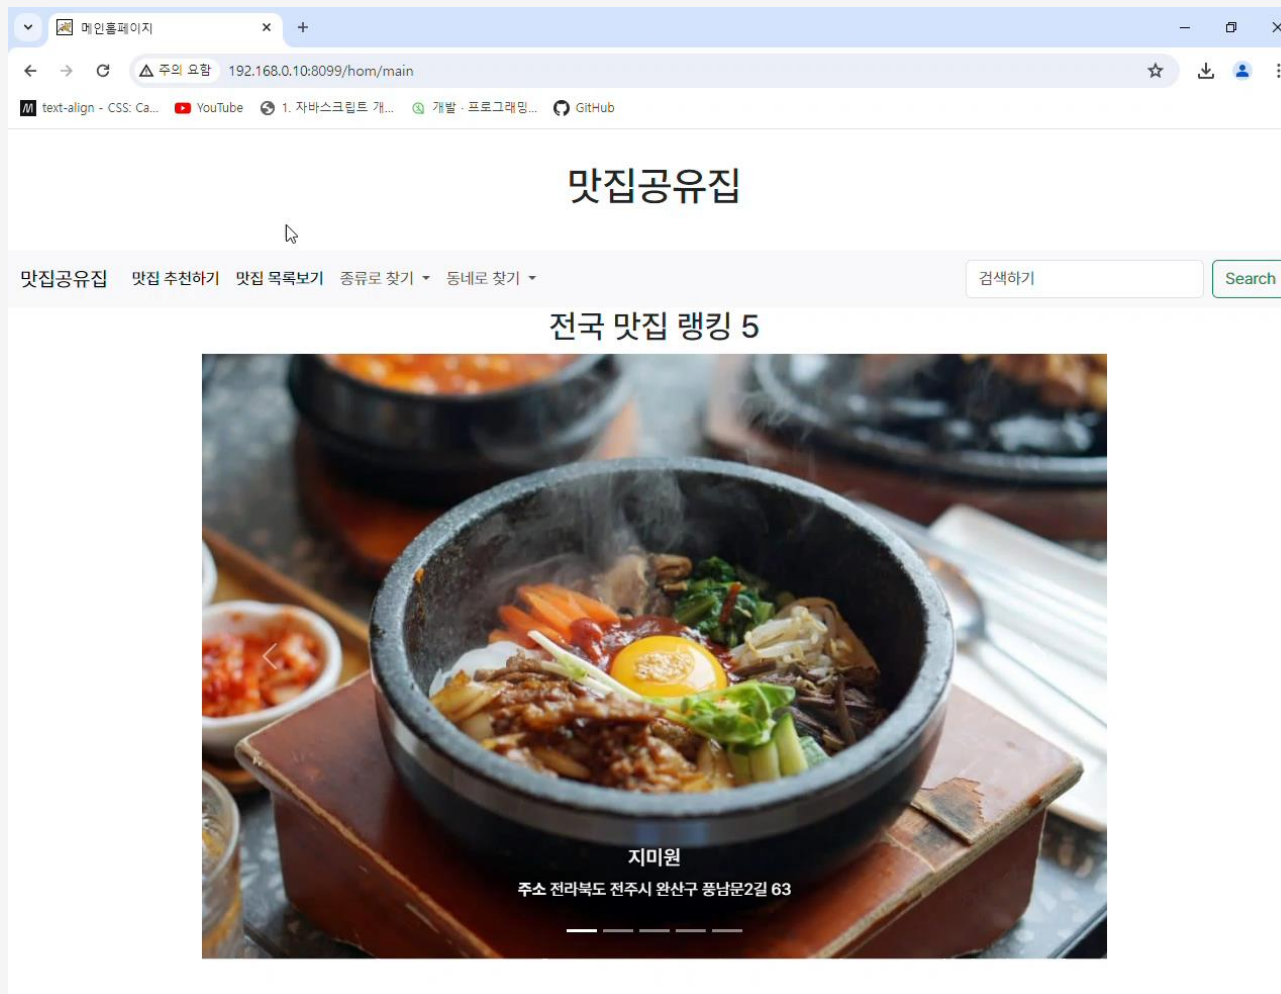 메인홈페이지
주의 요함 192.168.0.10:8099/hom/main
text-align - CSS: Ca... YouTube 1. 자바스크립트 개... 개발 · 프로그래밍... GitHub
맛집공유집
맛집공유집 맛집 추천하기 맛집 목록보기 종류로 찾기 동네로 찾기 검색하기 Search
전국 맛집 랭킹 5
지미원
주소 전라북도 전주시 완산구 풍남문2길 63